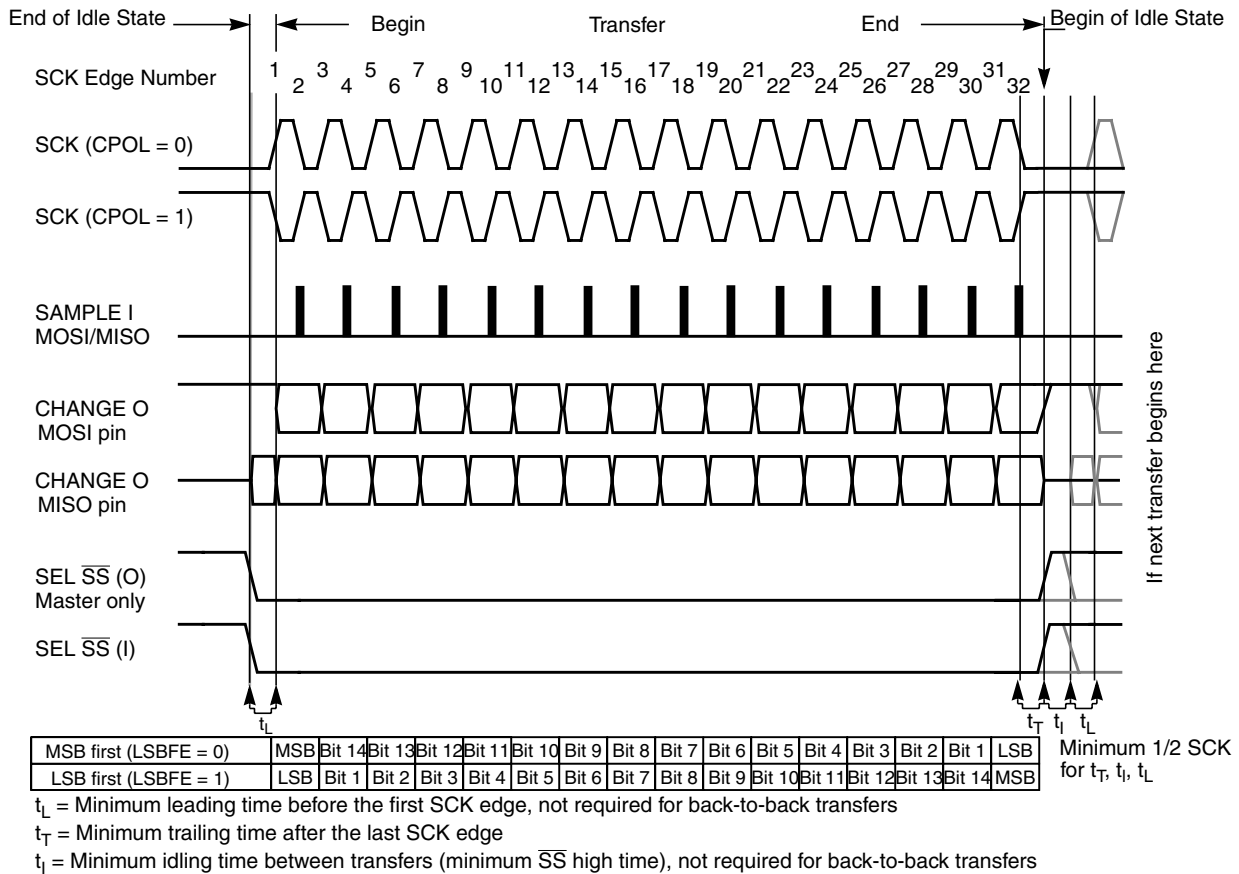 End of Idle State
Begin
Transfer
End
Begin of Idle State
SCK Edge Number
1 2 3 4 5 6 7 8 9 10 11 12 13 14 15 16 17 18 19 20 21 22 23 24 25 26 27 28 29 30 31 32
SCK (CPOL = 0)
SCK (CPOL = 1)
SAMPLE I
MOSI/MISO
CHANGE O
MOSI pin
CHANGE O
MISO pin
SEL SS (O)
Master only
SEL SS (I)
If next transfer begins here
tL
tT tI tL
MSB first (LSBFE = 0) MSB Bit 14 Bit 13 Bit 12 Bit 11 Bit 10 Bit 9 Bit 8 Bit 7 Bit 6 Bit 5 Bit 4 Bit 3 Bit 2 Bit 1 LSB
LSB first (LSBFE = 1) LSB Bit 1 Bit 2 Bit 3 Bit 4 Bit 5 Bit 6 Bit 7 Bit 8 Bit 9 Bit 10 Bit 11 Bit 12 Bit 13 Bit 14 MSB
Minimum 1/2 SCK
for tT, tI, tL
tL = Minimum leading time before the first SCK edge, not required for back-to-back transfers
tT = Minimum trailing time after the last SCK edge
tI = Minimum idling time between transfers (minimum SS high time), not required for back-to-back transfers